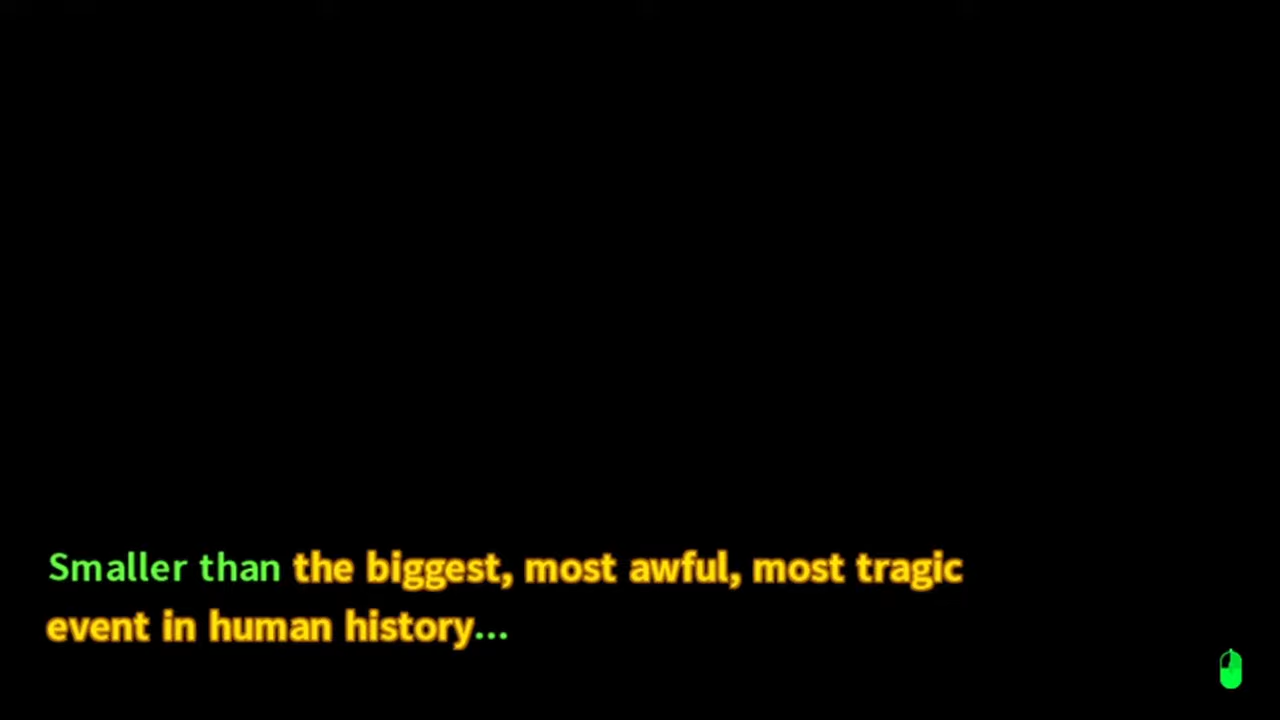 Smaller than the biggest, most awful, most tragic
event in human history...